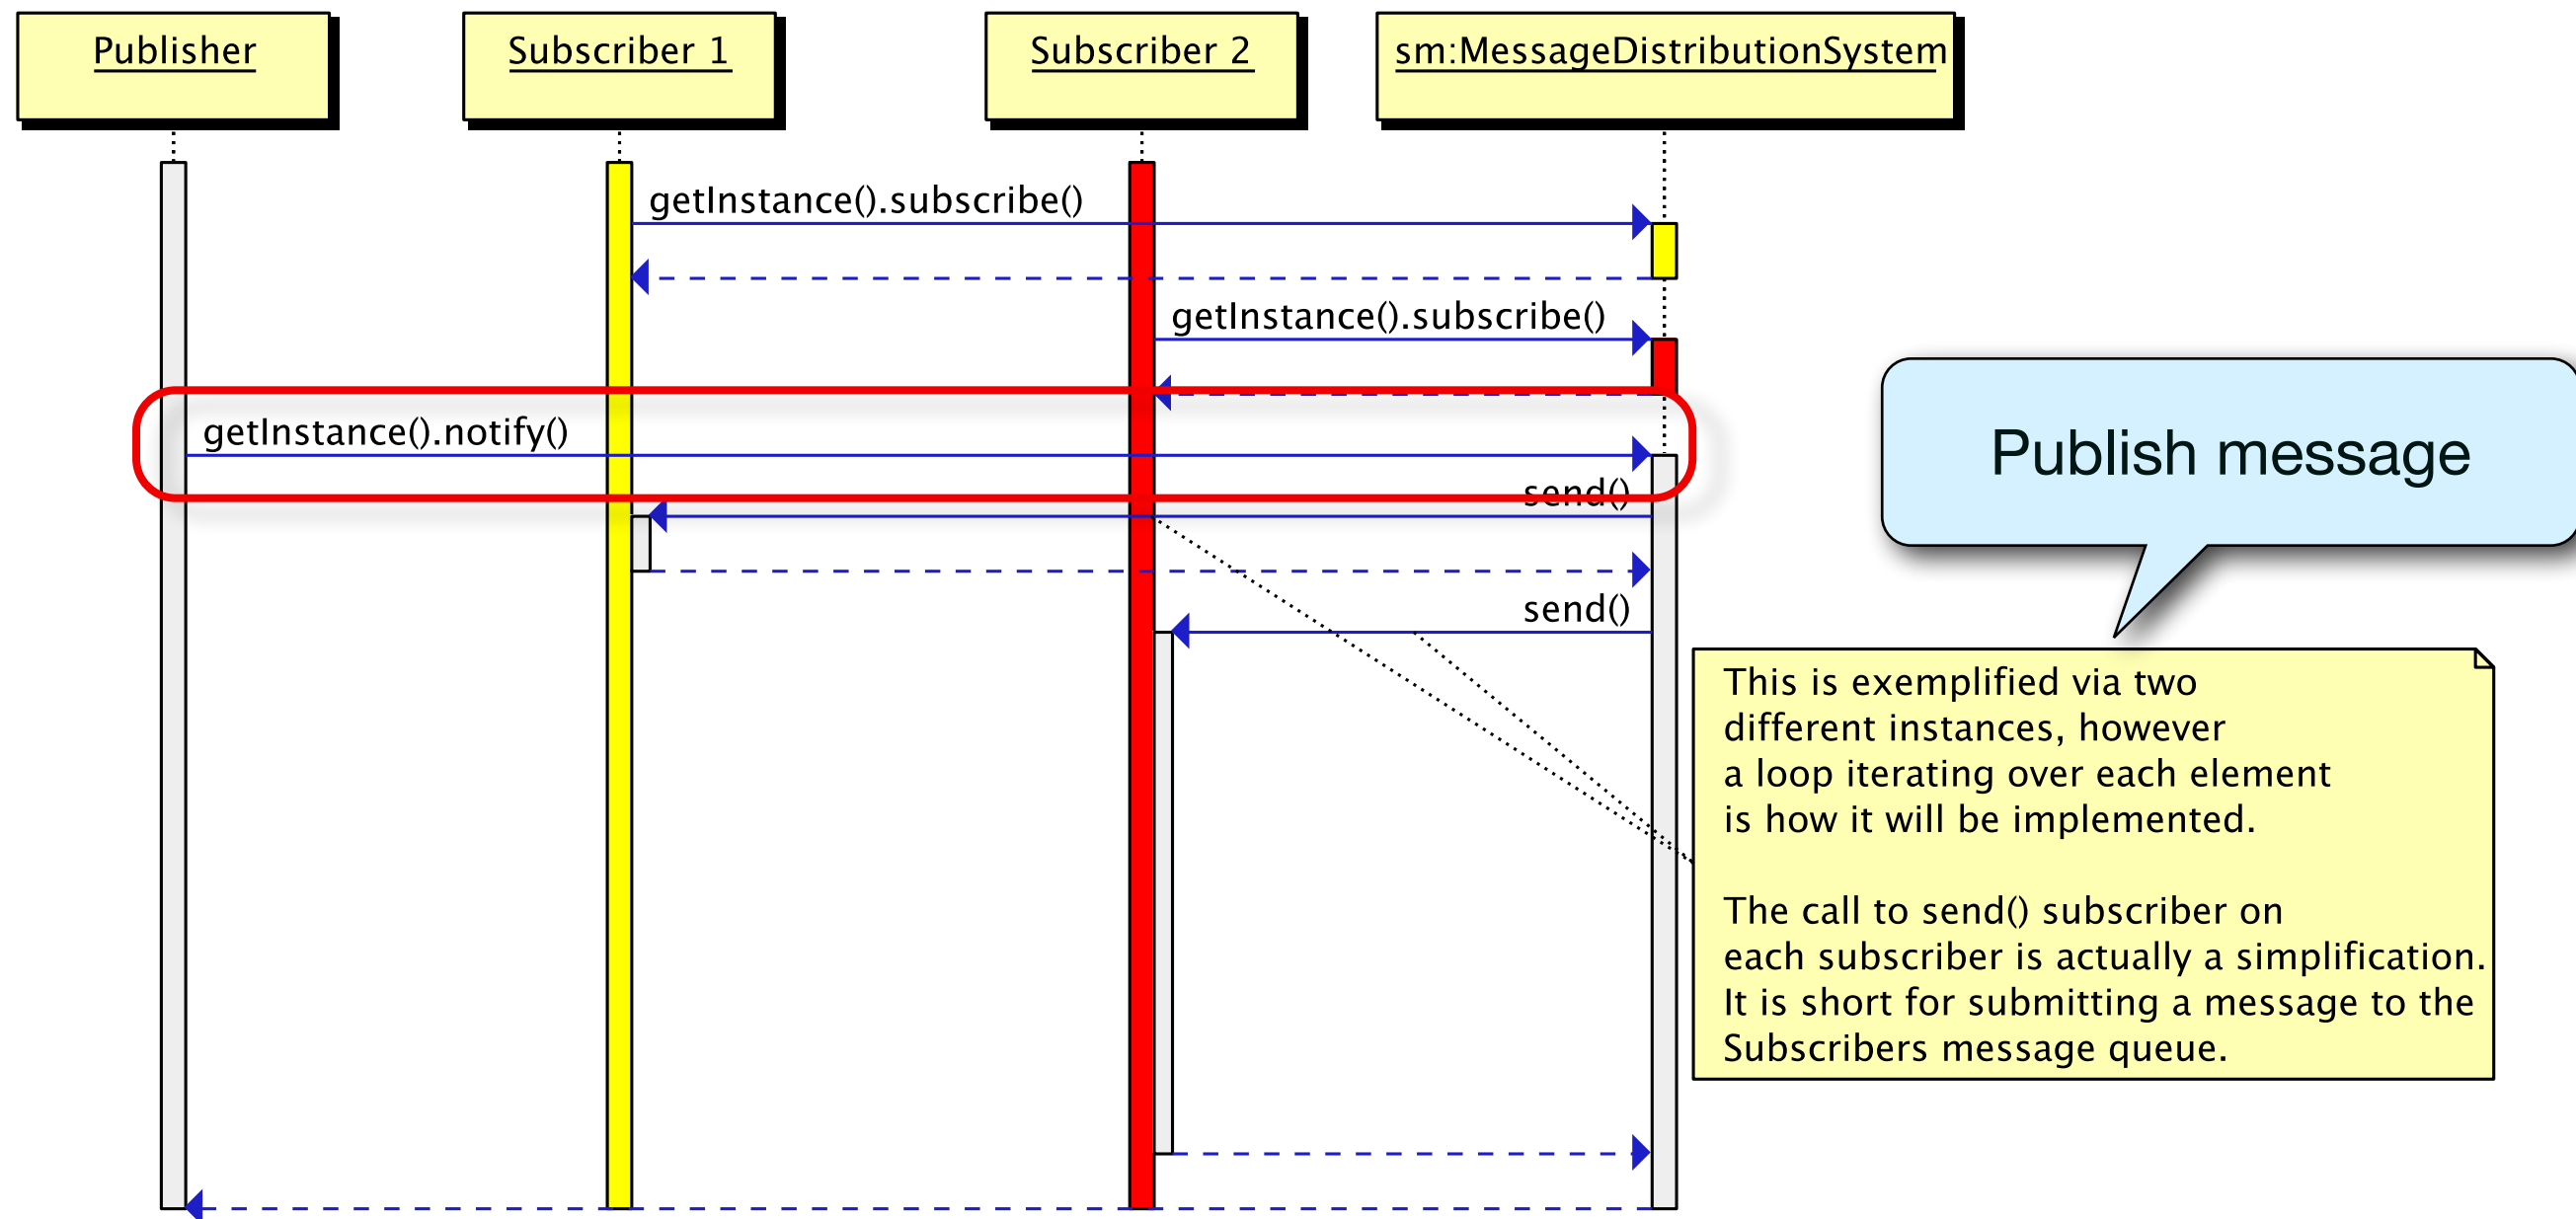 Publisher
Subscriber 1
Subscriber 2
sm:MessageDistributionSystem
getInstance().subscribe()
getInstance().subscribe()
getInstance().notify()
Publish message
send()
send()
This is exemplified via two
different instances, however
a loop iterating over each element
is how it will be implemented.
The call to send() subscriber on
each subscriber is actually a simplification.
It is short for submitting a message to the
Subscribers message queue.